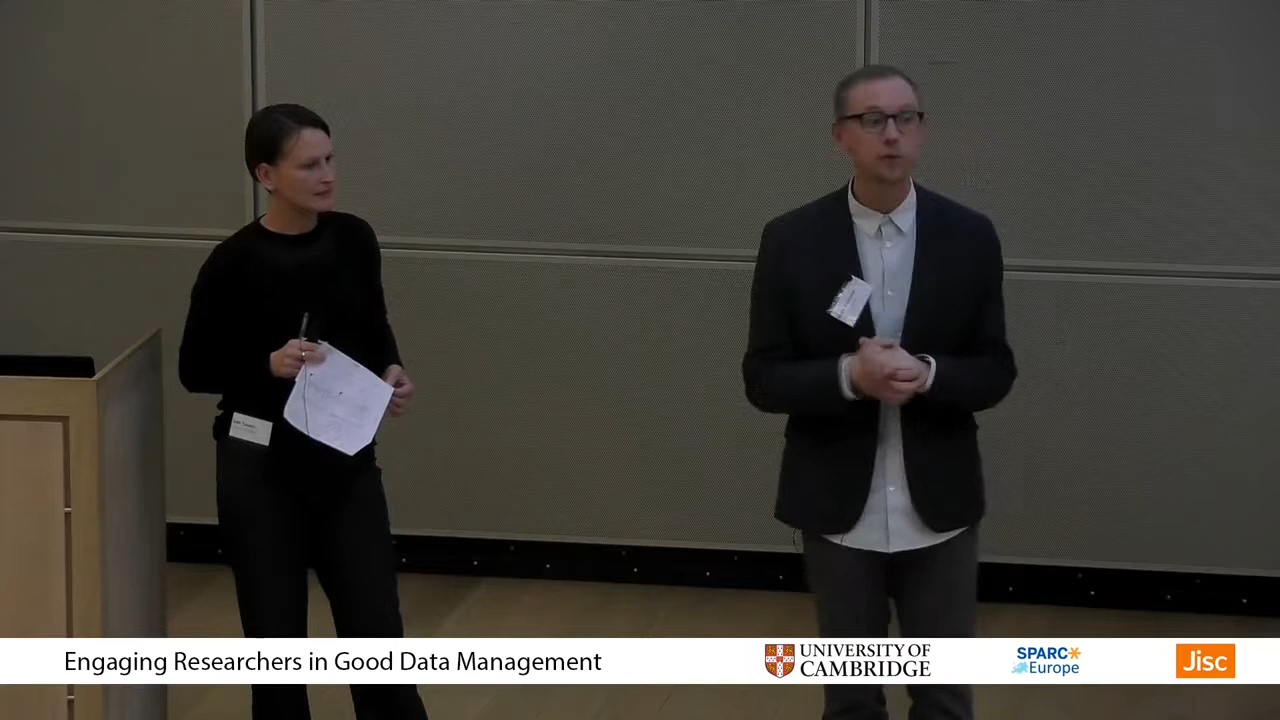 Engaging Researchers in Good Data Management
UNIVERSITY OF
CAMBRIDGE
SPARC
Europe
Jisc